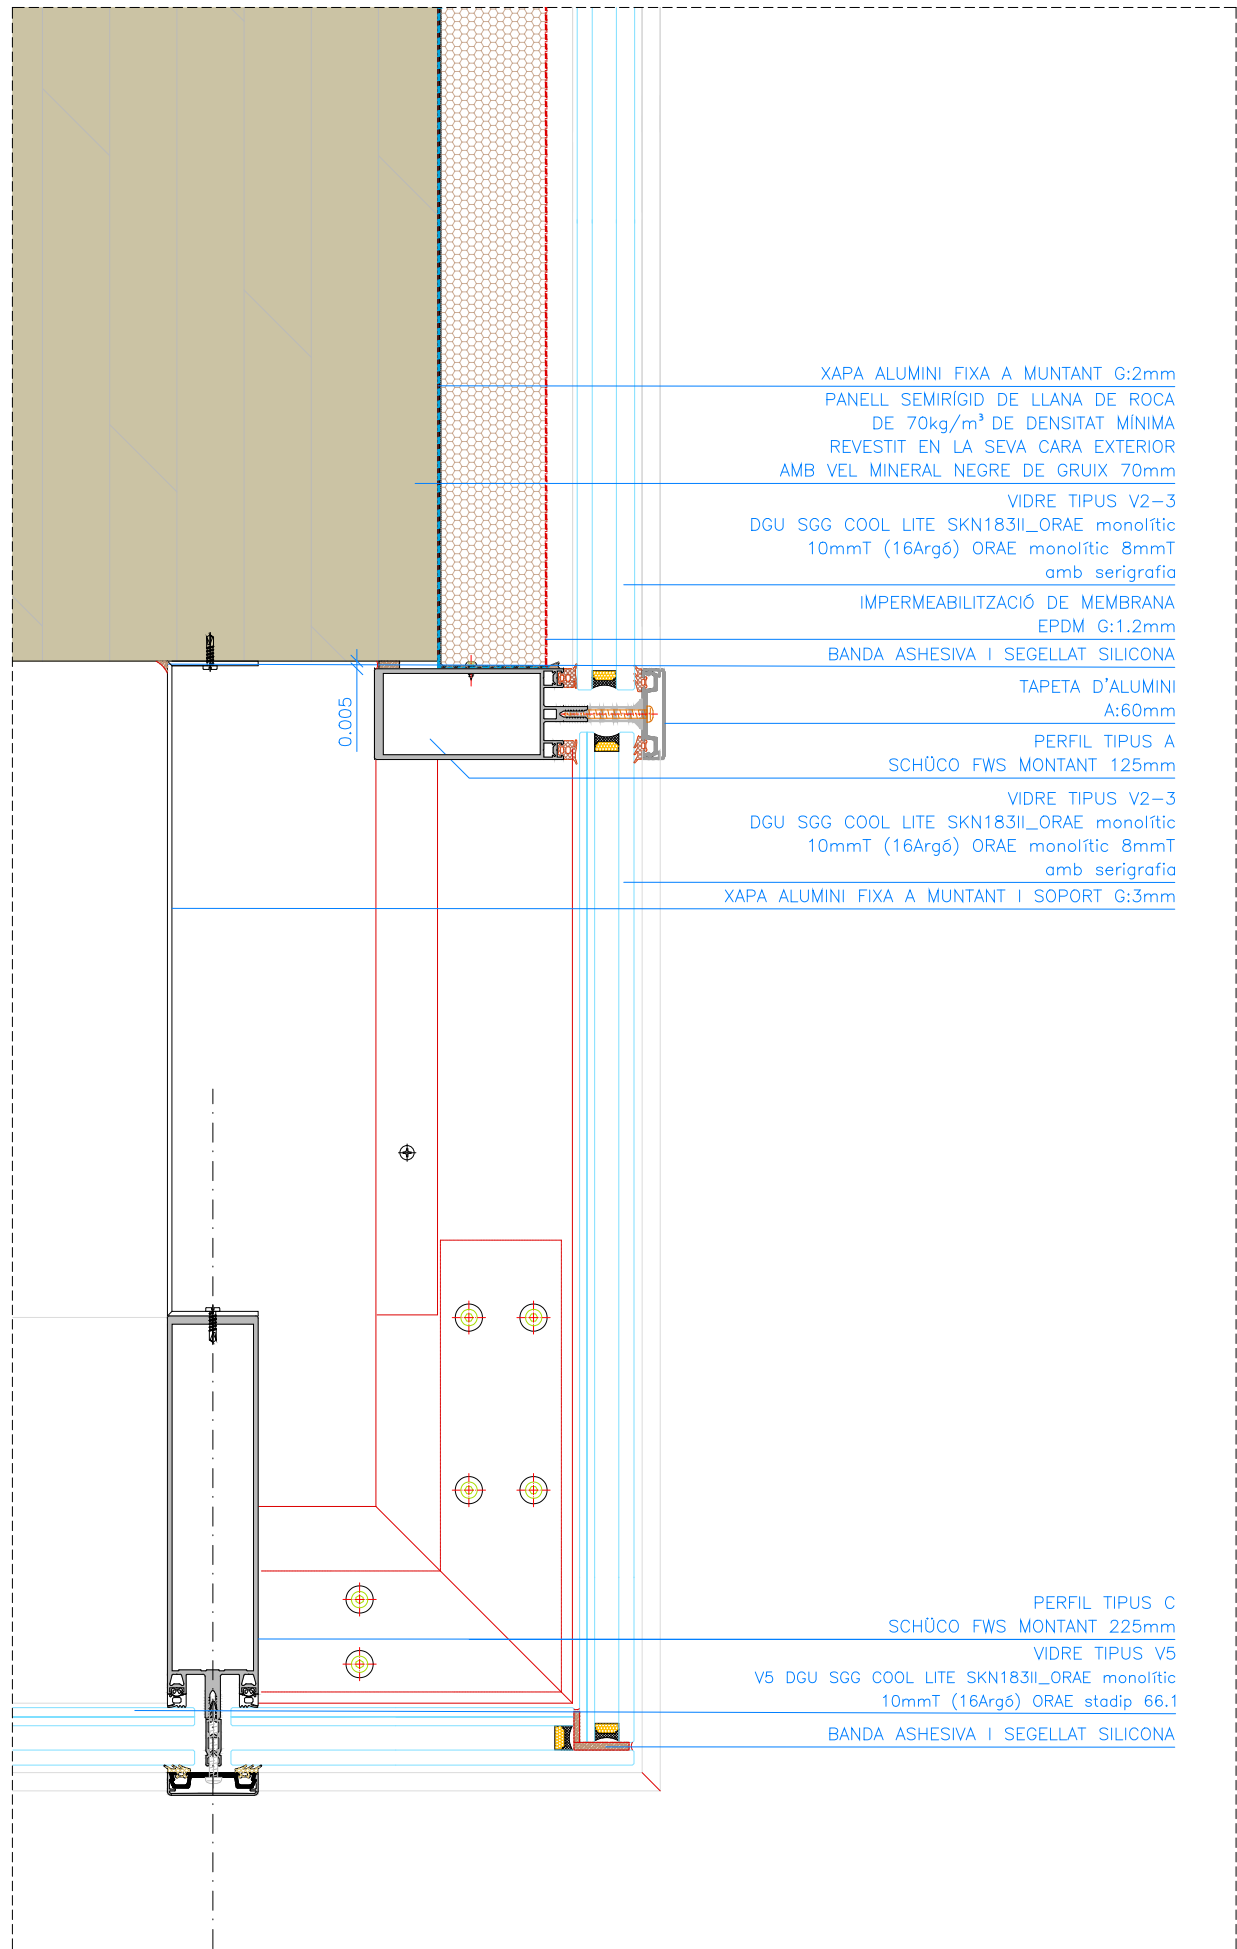 XAPA ALUMINI FIXA A MUNTANT G:2mm
PANELL SEMIRÍGID DE LLANA DE ROCA
DE 70kg/m³ DE DENSITAT MÍNIMA
REVESTIT EN LA SEVA CARA EXTERIOR
AMB VEL MINERAL NEGRE DE GRUIX 70mm
VIDRE TIPUS V2-3
DGU SGG COOL LITE SKN183II_ORAE monolític
10mmT (16Argó) ORAE monolític 8mmT
amb serigrafia
IMPERMEABILITZACIÓ DE MEMBRANA
EPDM G:1.2mm
BANDA ASHESIVA I SEGELLAT SILICONA
TAPETA D'ALUMINI
A:60mm
0.005
PERFIL TIPUS A
SCHÜCO FWS MONTANT 125mm
VIDRE TIPUS V2-3
DGU SGG COOL LITE SKN183II_ORAE monolític
10mmT (16Argó) ORAE monolític 8mmT
amb serigrafia
XAPA ALUMINI FIXA A MUNTANT I SOPORT G:3mm
PERFIL TIPUS C
SCHÜCO FWS MONTANT 225mm
VIDRE TIPUS V5
V5 DGU SGG COOL LITE SKN183II_ORAE monolític
10mmT (16Argó) ORAE stadip 66.1
BANDA ASHESIVA I SEGELLAT SILICONA